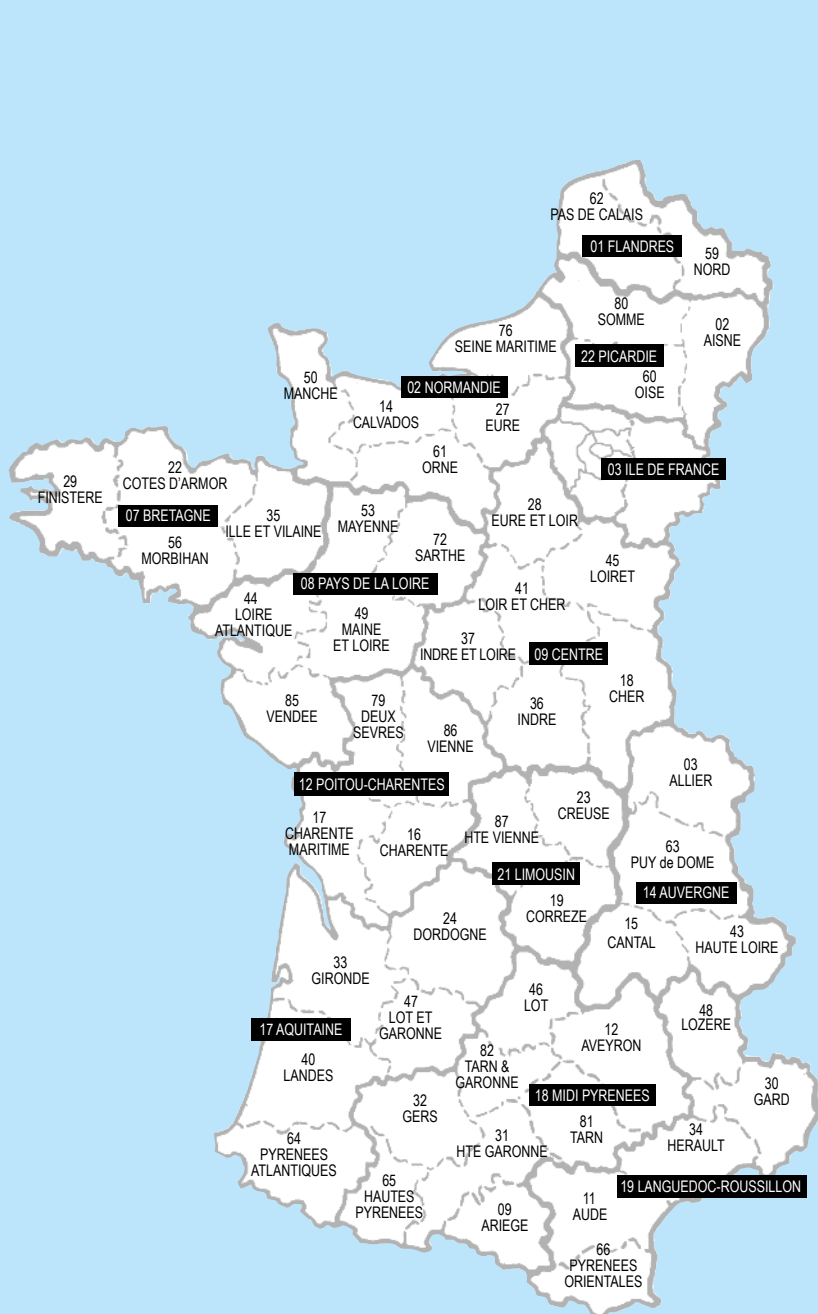 62
PAS DE CALAIS
01 FLANDRES
59
NORD
80
SOMME
02
AISNE
76
SEINE MARITIME
22 PICARDIE
60
OISE
50
MANCHE
02 NORMANDIE
14
CALVADOS
27
EURE
61
ORNE
03 ILE DE FRANCE
29
FINISTERE
22
COTES D'ARMOR
07 BRETAGNE
35
ILLE ET VILAINE
56
MORBIHAN
53
MAYENNE
72
SARTHE
28
EURE ET LOIR
45
LOIRET
08 PAYS DE LA LOIRE
41
LOIR ET CHER
44
LOIRE
ATLANTIQUE
49
MAINE
ET LOIRE
37
INDRE ET LOIRE
09 CENTRE
18
CHER
85
VENDEE
79
DEUX
SEVRES
86
VIENNE
36
INDRE
03
ALLIER
12 POITOU-CHARENTES
17
CHARENTE
MARITIME
16
CHARENTE
87
HTE VIENNE
23
CREUSE
63
PUY de DOME
21 LIMOUSIN
14 AUVERGNE
19
CORREZE
24
DORDOGNE
15
CANTAL
43
HAUTE LOIRE
33
GIRONDE
46
LOT
47
LOT ET
GARONNE
17 AQUITAINE
12
AVEYRON
48
LOZERE
40
LANDES
82
TARN &
GARONNE
18 MIDI PYRENEES
30
GARD
32
GERS
81
TARN
34
HERAULT
31
HTE GARONNE
64
PYRENEES
ATLANTIQUES
65
HAUTES
PYRENEES
19 LANGUEDOC-ROUSSILLON
09
ARIEGE
11
AUDE
66
PYRENEES
ORIENTALES